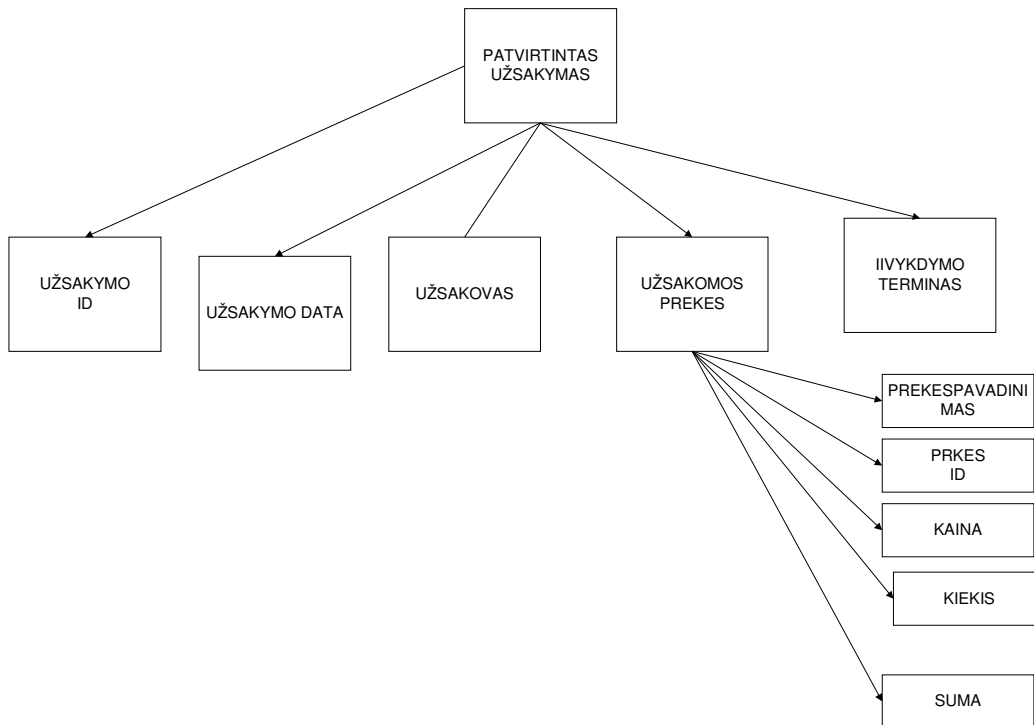 PATVIRTINTAS
UŽSAKYMAS
UŽSAKYMO
ID
UŽSAKYMO DATA
UŽSAKOVAS
UŽSAKOMOS
PREKES
IIVYKDYMO
TERMINAS
PREKESPAVADINI
MAS
PRKES
ID
KAINA
KIEKIS
SUMA